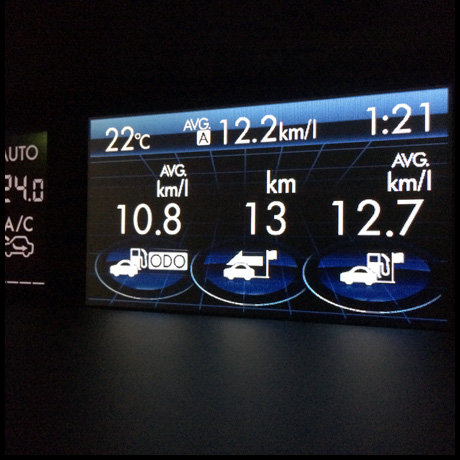 AUTO
24.0
A/C
22°C AVG. A 12.2km/l 1:21
AVG. km/l 10.8 ODO
km 13
AVG. km/l 12.7